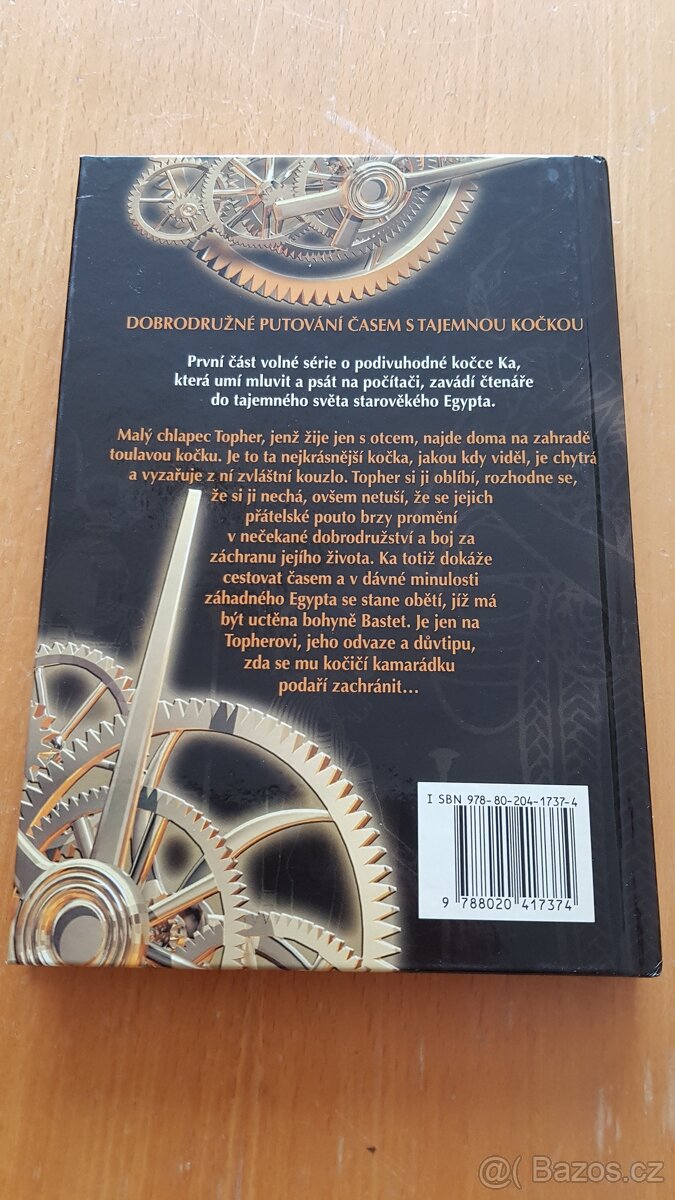 DOBRODRUŽNÉ PUTOVÁNÍ ČASEM S TAJEMNOU KOČKOU
První část volné série o podivuhodné kočce Ka,
která umí mluvit a psát na počítači, zavádí čtenáře
do tajemného světa starověkého Egypta.
Malý chlapec Topher, jenž žije jen s otcem, najde doma na zahradě
toulavou kočku. Je to ta nejkrásnější kočka, jakou kdy viděl, je chytrá
a vyzařuje z ní zvláštní kouzlo. Topher si ji oblíbí, rozhodne se,
že si ji nechá, ovšem netuší, že se jejich
přátelské pouto brzy promění
v nečekané dobrodružství a boj za
záchranu jejího života. Ka totiž dokáže
cestovat časem a v dávné minulosti
záhadného Egypta se stane obětí, jíž má
být uctěna bohyně Bastet. Je jen na
Topherovi, jeho odvaze a důvtipu,
zda se mu kočičí kamarádku
podaří zachránit...
ISBN 978-80-204-1737-4
9 788020 417374
@( Bazos.cz